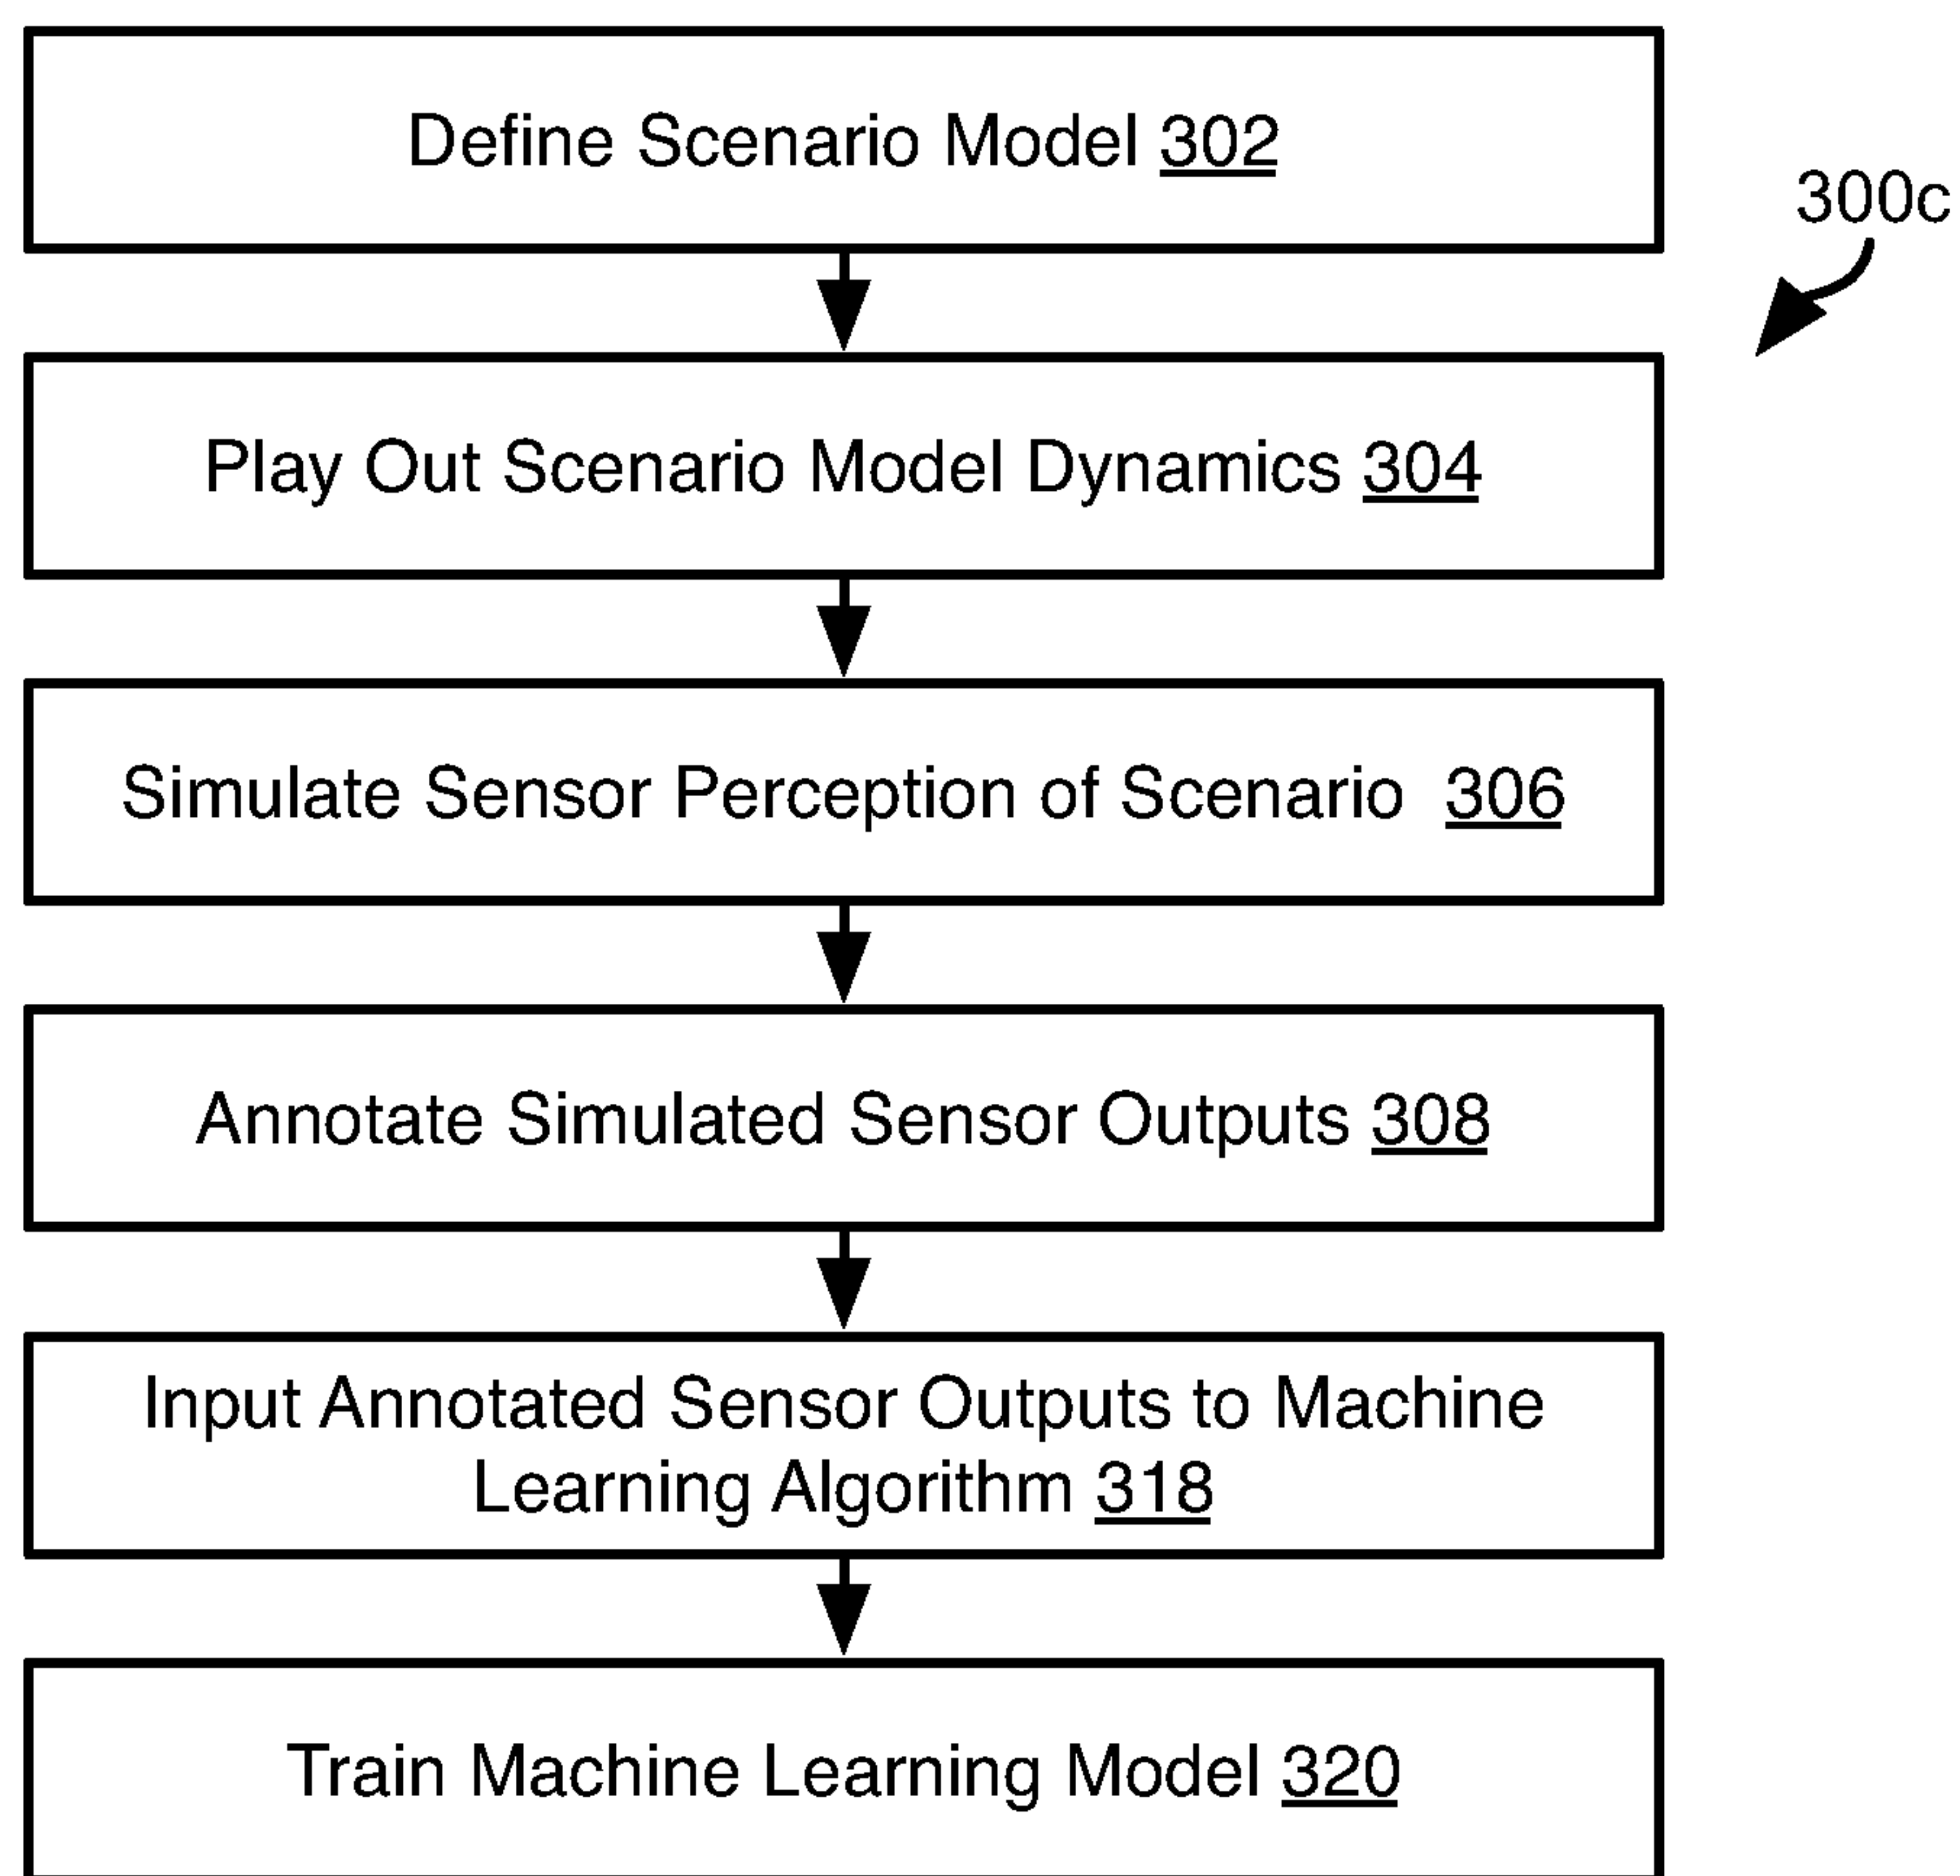 Define Scenario Model 302
300c
Play Out Scenario Model Dynamics 304
Simulate Sensor Perception of Scenario 306
Annotate Simulated Sensor Outputs 308
Input Annotated Sensor Outputs to Machine
Learning Algorithm 318
Train Machine Learning Model 320